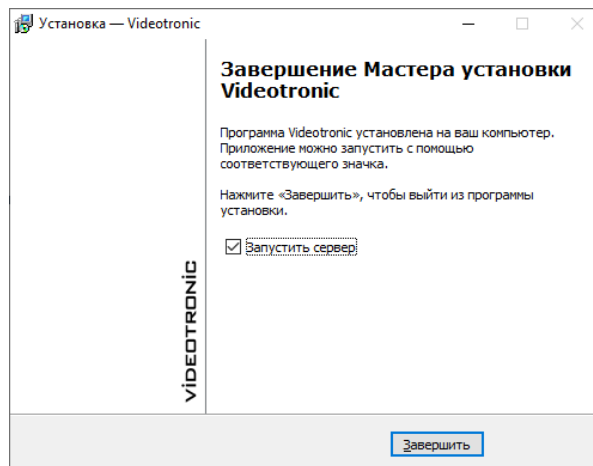 Установка — Videotronic
Завершение Мастера установки
Videotronic
Программа Videotronic установлена на ваш компьютер.
Приложение можно запустить с помощью
соответствующего значка.
Нажмите «Завершить», чтобы выйти из программы
установки.
Запустить сервер
ViDEOTRONiC
Завершить